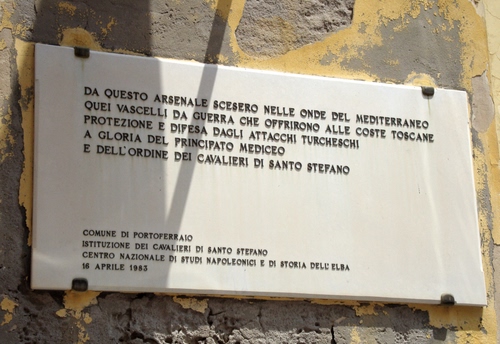 DA QUESTO ARSENALE SCESERO NELLE ONDE DEL MEDITERRANEO
QUEI VASCELLI DA GUERRA CHE OFFRIRONO ALLE COSTE TOSCANE
PROTEZIONE E DIFESA DAGLI ATTACCHI TURCHESCHI
A GLORIA DEL PRINCIPATO MEDICEO
E DELL'ORDINE DEI CAVALIERI DI SANTO STEFANO
COMUNE DI PORTOFERRAIO
ISTITUZIONE DEI CAVALIERI DI SANTO STEFANO
CENTRO NAZIONALE DI STUDI NAPOLEONICI E DI STORIA DELL'ELBA
16 APRILE 1983